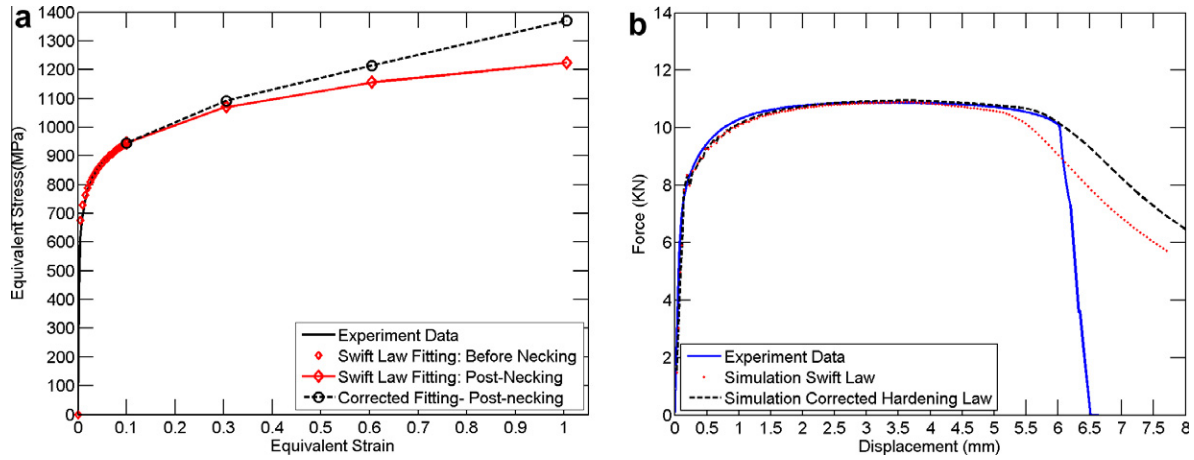 a
1400
1300
1200
1100
1000
900
800
700
600
500
400
300
200
100
0
Equivalent Stress(MPa)
Experiment Data
Swift Law Fitting: Before Necking
Swift Law Fitting: Post-Necking
Corrected Fitting- Post-necking
0 0.1 0.2 0.3 0.4 0.5 0.6 0.7 0.8 0.9 1
Equivalent Strain
b
14
12
10
8
6
4
2
0
Force (KN)
Experiment Data
Simulation Swift Law
Simulation Corrected Hardening Law
0 0.5 1 1.5 2 2.5 3 3.5 4 4.5 5 5.5 6 6.5 7 7.5 8
Displacement (mm)